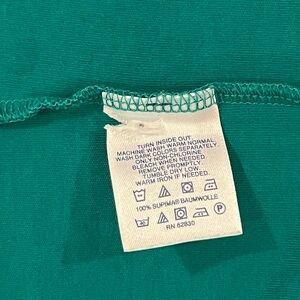 TURN INSIDE OUT.
MACHINE WASH WARM NORMAL.
WASH DARK COLORS SEPARATELY.
ONLY NON-CHLORINE
BLEACH WHEN NEEDED.
REMOVE PROMPTLY.
TUMBLE DRY LOW.
WARM IRON IF NEEDED.
100% SUPIMA® BAUMWOLLE
RN 62830